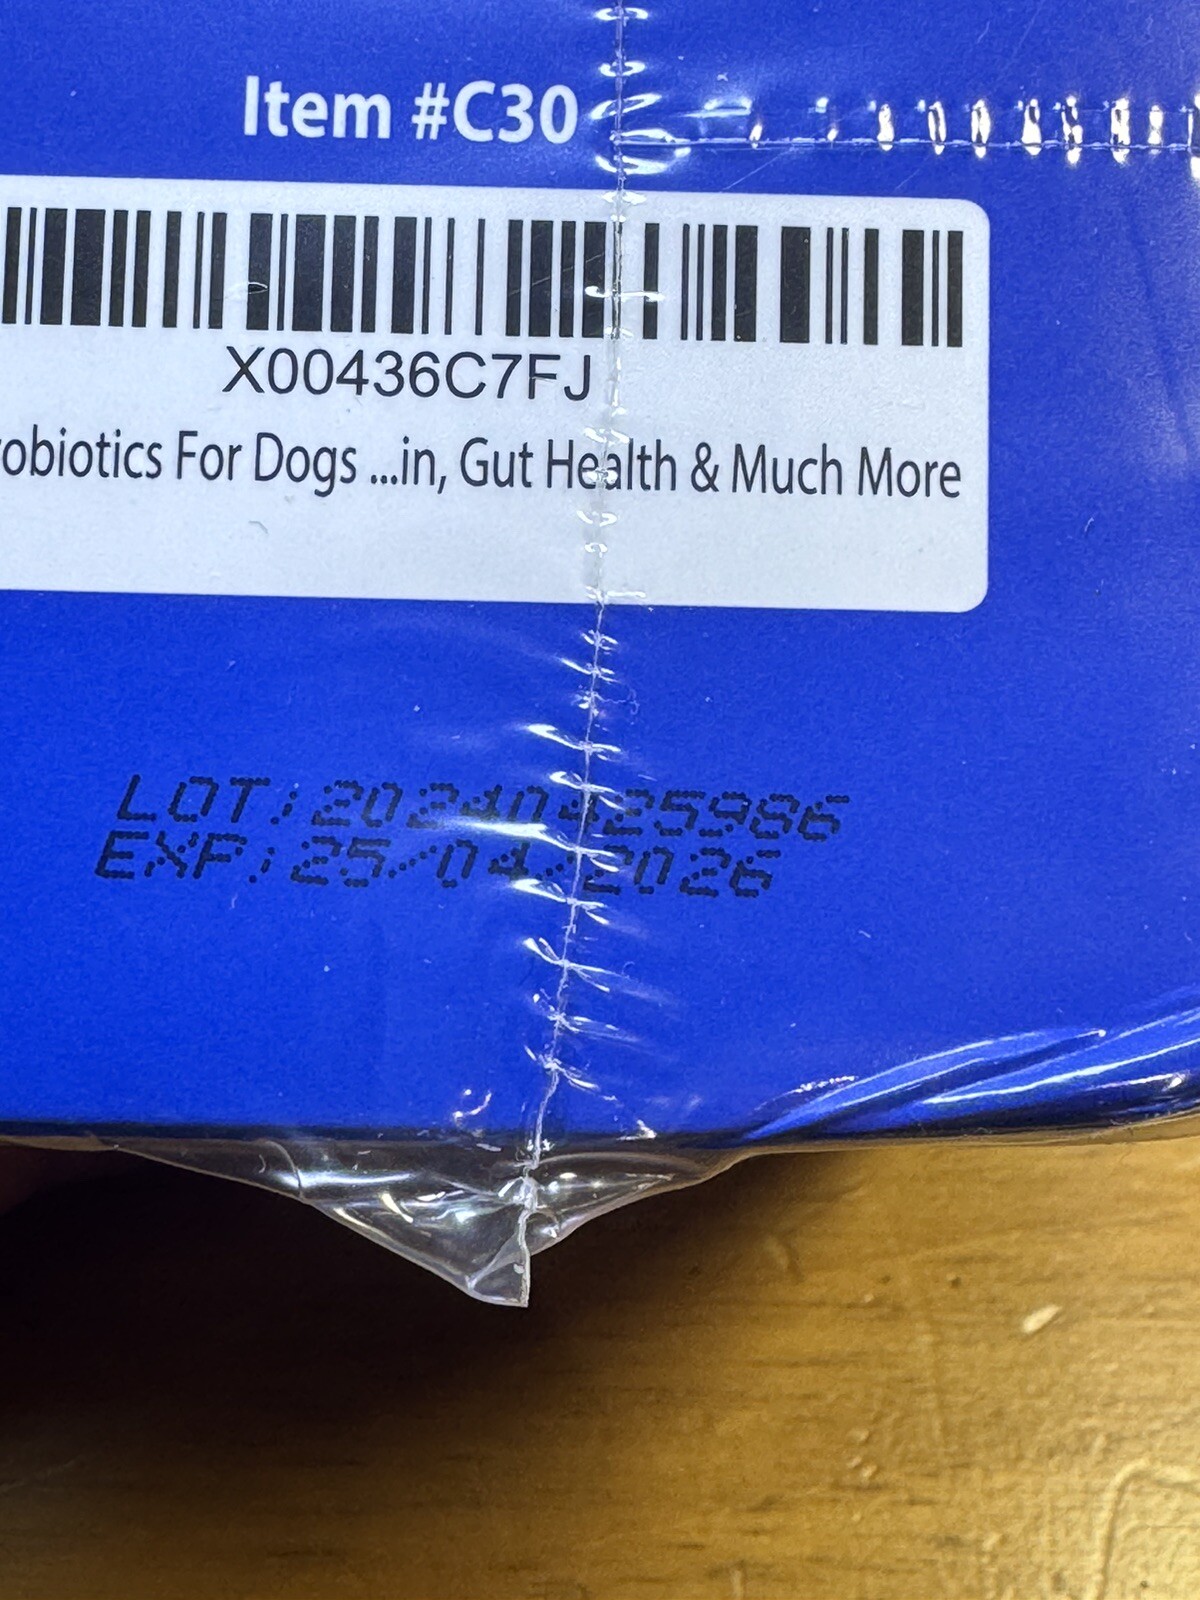 Item #C30
X00436C7FJ
robiotics For Dogs ...in, Gut Health & Much More
LOT:20240425986
EXP:25/04/2026